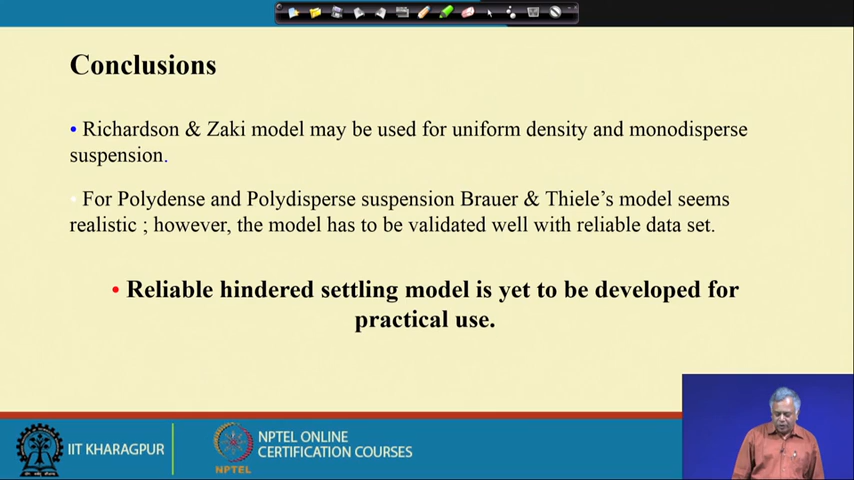 Conclusions
• Richardson & Zaki model may be used for uniform density and monodisperse
suspension.
• For Polydense and Polydisperse suspension Brauer & Thiele's model seems
realistic ; however, the model has to be validated well with reliable data set.
• Reliable hindered settling model is yet to be developed for
practical use.
IIT KHARAGPUR
NPTEL
NPTEL ONLINE
CERTIFICATION COURSES